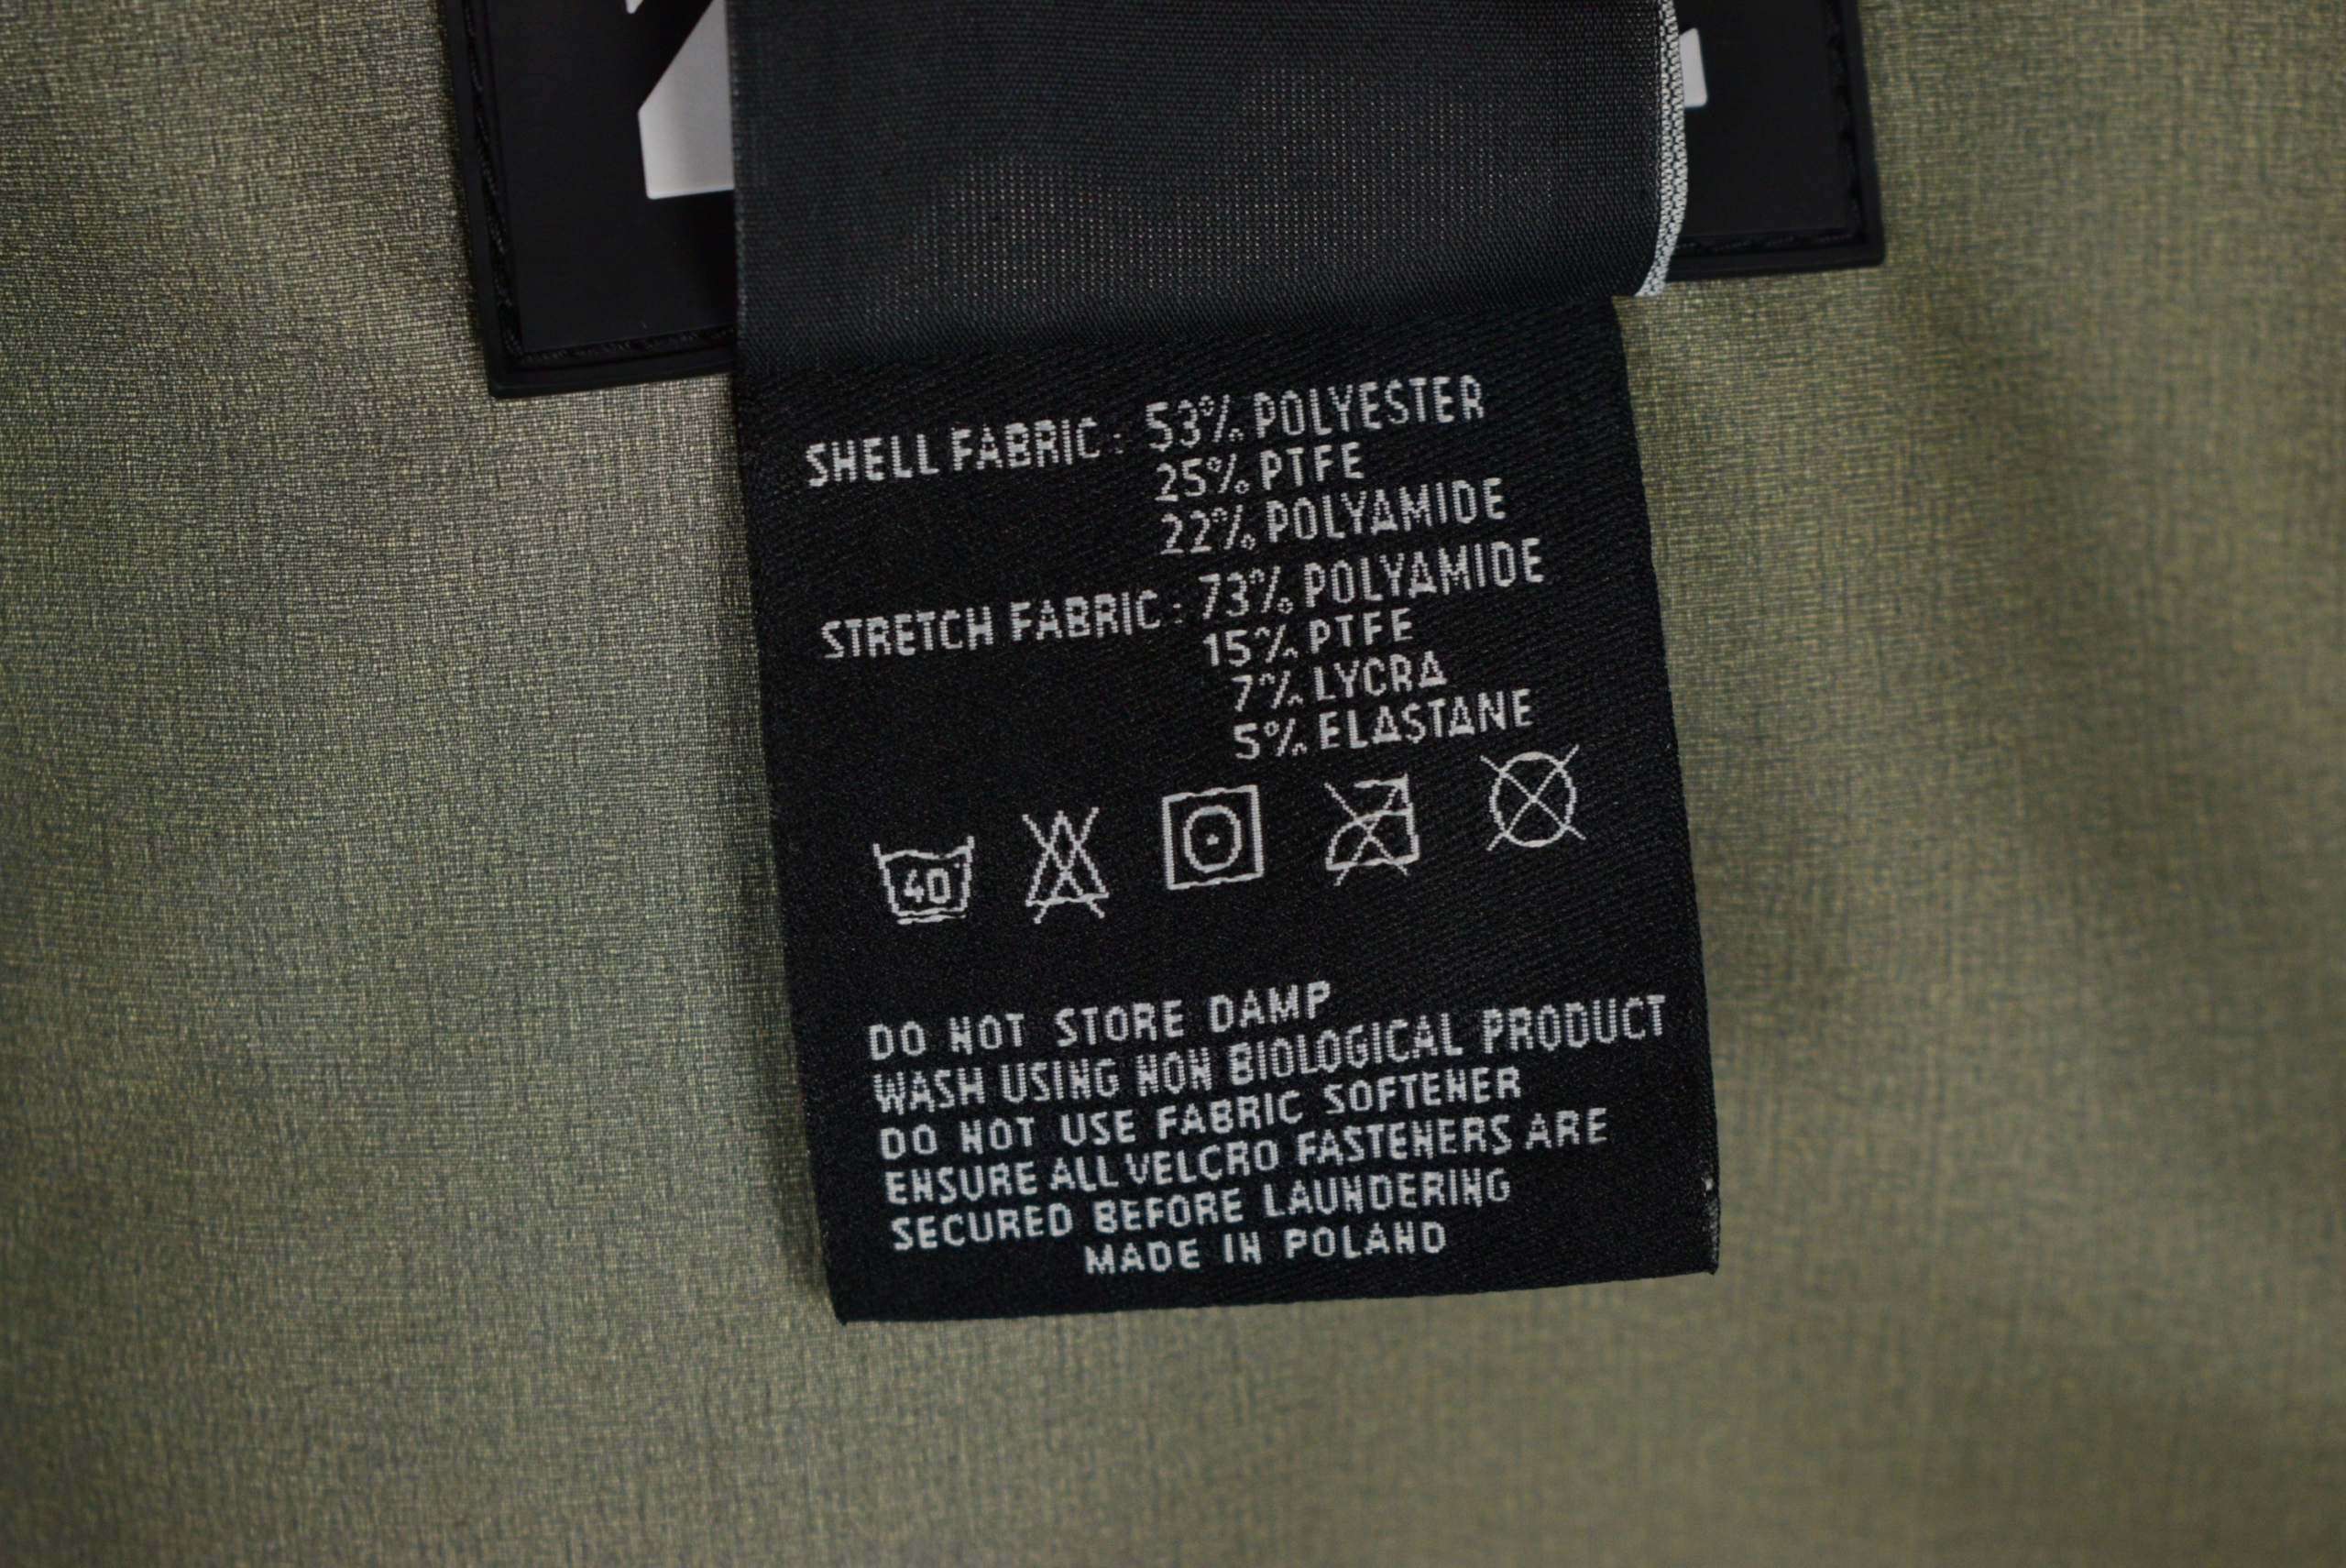 SHELL FABRIC: 53% POLYESTER
25% PTFE
22% POLYAMIDE
STRETCH FABRIC: 73% POLYAMIDE
15% PTFE
7% LYCRA
5% ELASTANE
40
DO NOT STORE DAMP
WASH USING NON BIOLOGICAL PRODUCT
DO NOT USE FABRIC SOFTENER
ENSURE ALL VELCRO FASTENERS ARE
SECURED BEFORE LAUNDERING
MADE IN POLAND